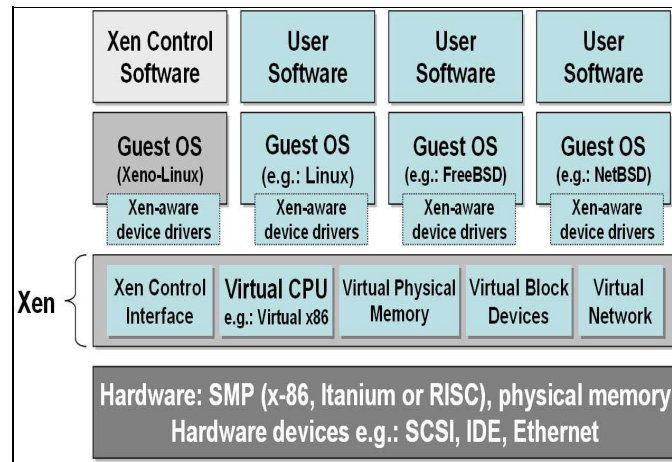 Xen Control
Software
User
Software
User
Software
User
Software
Guest OS
(Xeno-Linux)
Guest OS
(e.g.: Linux)
Guest OS
(e.g.: FreeBSD)
Guest OS
(e.g.: NetBSD)
Xen-aware
device drivers
Xen-aware
device drivers
Xen-aware
device drivers
Xen-aware
device drivers
Xen
Xen Control
Interface
Virtual CPU
e.g.: Virtual x86
Virtual Physical
Memory
Virtual Block
Devices
Virtual
Network
Hardware: SMP (x-86, Itanium or RISC), physical memory
Hardware devices e.g.: SCSI, IDE, Ethernet